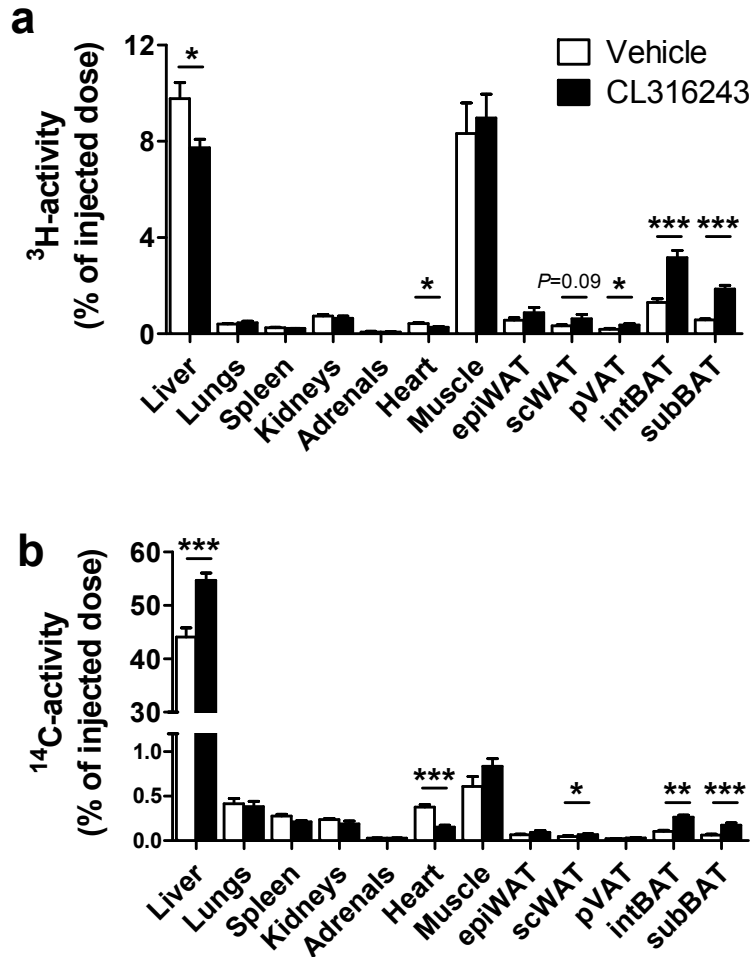 a
³H-activity
(% of injected dose)
12
8
4
0
Vehicle
CL316243
*
*
P=0.09
*
***
***
Liver
Lungs
Spleen
Kidneys
Adrenals
Heart
Muscle
epiWAT
scWAT
pVAT
intBAT
subBAT
b
¹⁴C-activity
(% of injected dose)
60
50
40
30
1.0
0.5
0.0
***
***
*
**
***
Liver
Lungs
Spleen
Kidneys
Adrenals
Heart
Muscle
epiWAT
scWAT
pVAT
intBAT
subBAT